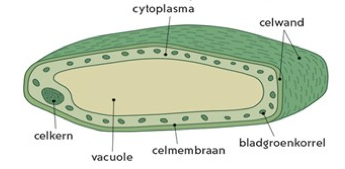 cytoplasma
celwand
celkern
vacuole
celmembraan
bladgroenkorrel